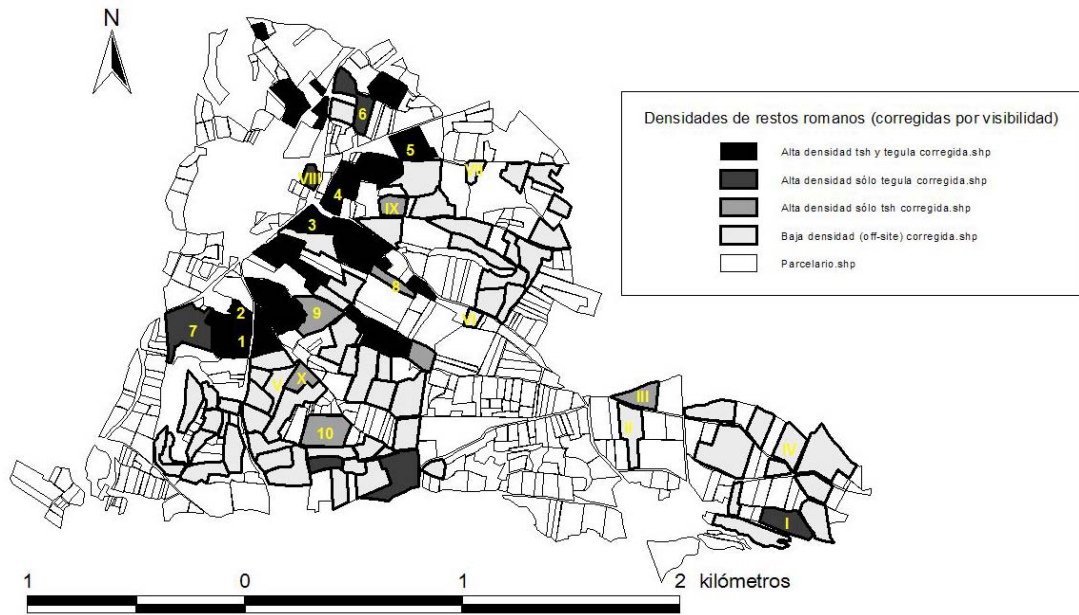 N
Densidades de restos romanos (corregidas por visibilidad)
Alta densidad tsh y tegula corregida.shp
Alta densidad sólo tegula corregida.shp
Alta densidad sólo tsh corregida.shp
Baja densidad (off-site) corregida.shp
Parcelario.shp
6
5
VIII
VII
4
IX
3
8
2
9
7
1
VI
X
V
III
10
II
IV
I
1 0 1 2 kilómetros